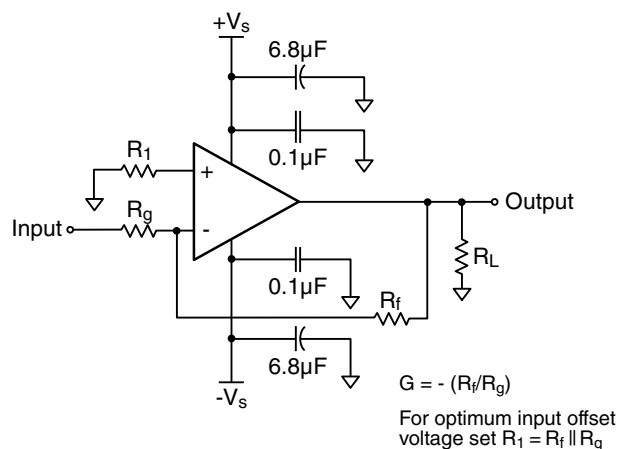 +Vs
6.8µF
R1
+
0.1µF
Rg
Input
-
Output
RL
0.1µF
Rf
6.8µF
-Vs
G = - (Rf/Rg)
For optimum input offset
voltage set R1 = Rf || Rg